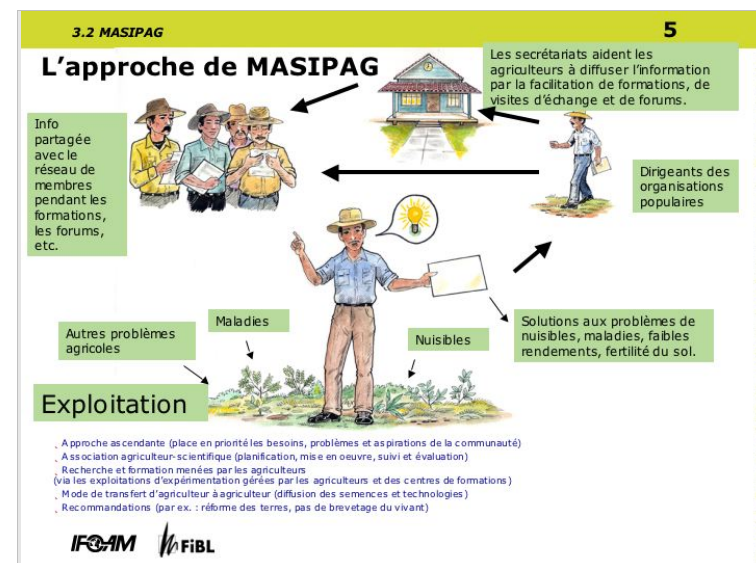 3.2 MASIPAG
5
L'approche de MASIPAG
Les secrétariats aident les
agriculteurs à diffuser l'information
par la facilitation de formations, de
visites d'échange et de forums.
Info
partagée
avec le
réseau de
membres
pendant les
formations,
les forums,
etc.
Dirigeants des
organisations
populaires
Maladies
Autres problèmes
agricoles
Nuisibles
Solutions aux problèmes de
nuisibles, maladies, faibles
rendements, fertilité du sol.
Exploitation
Approche ascendante (place en priorité les besoins, problèmes et aspirations de la communauté)
Association agriculteur-scientifique (planification, mise en oeuvre, suivi et évaluation)
Recherche et formation menées par les agriculteurs
(via les exploitations d'expérimentation gérées par les agriculteurs et des centres de formations)
Mode de transfert d'agriculteur à agriculteur (diffusion des semences et technologies)
Recommandations (par ex. : réforme des terres, pas de brevetage du vivant)
IFOAM
FiBL